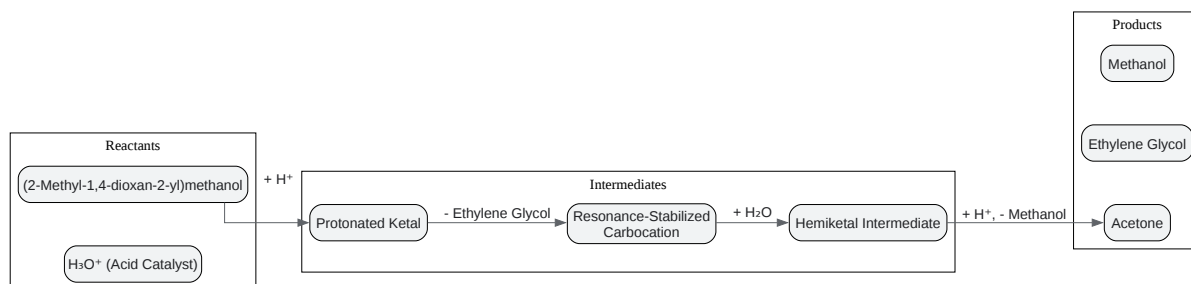 Products
Methanol
Ethylene Glycol
Acetone
Reactants
(2-Methyl-1,4-dioxan-2-yl)methanol
H₃O⁺ (Acid Catalyst)
+ H⁺
Intermediates
Protonated Ketal
- Ethylene Glycol
Resonance-Stabilized
Carbocation
+ H₂O
Hemiketal Intermediate
+ H⁺, - Methanol